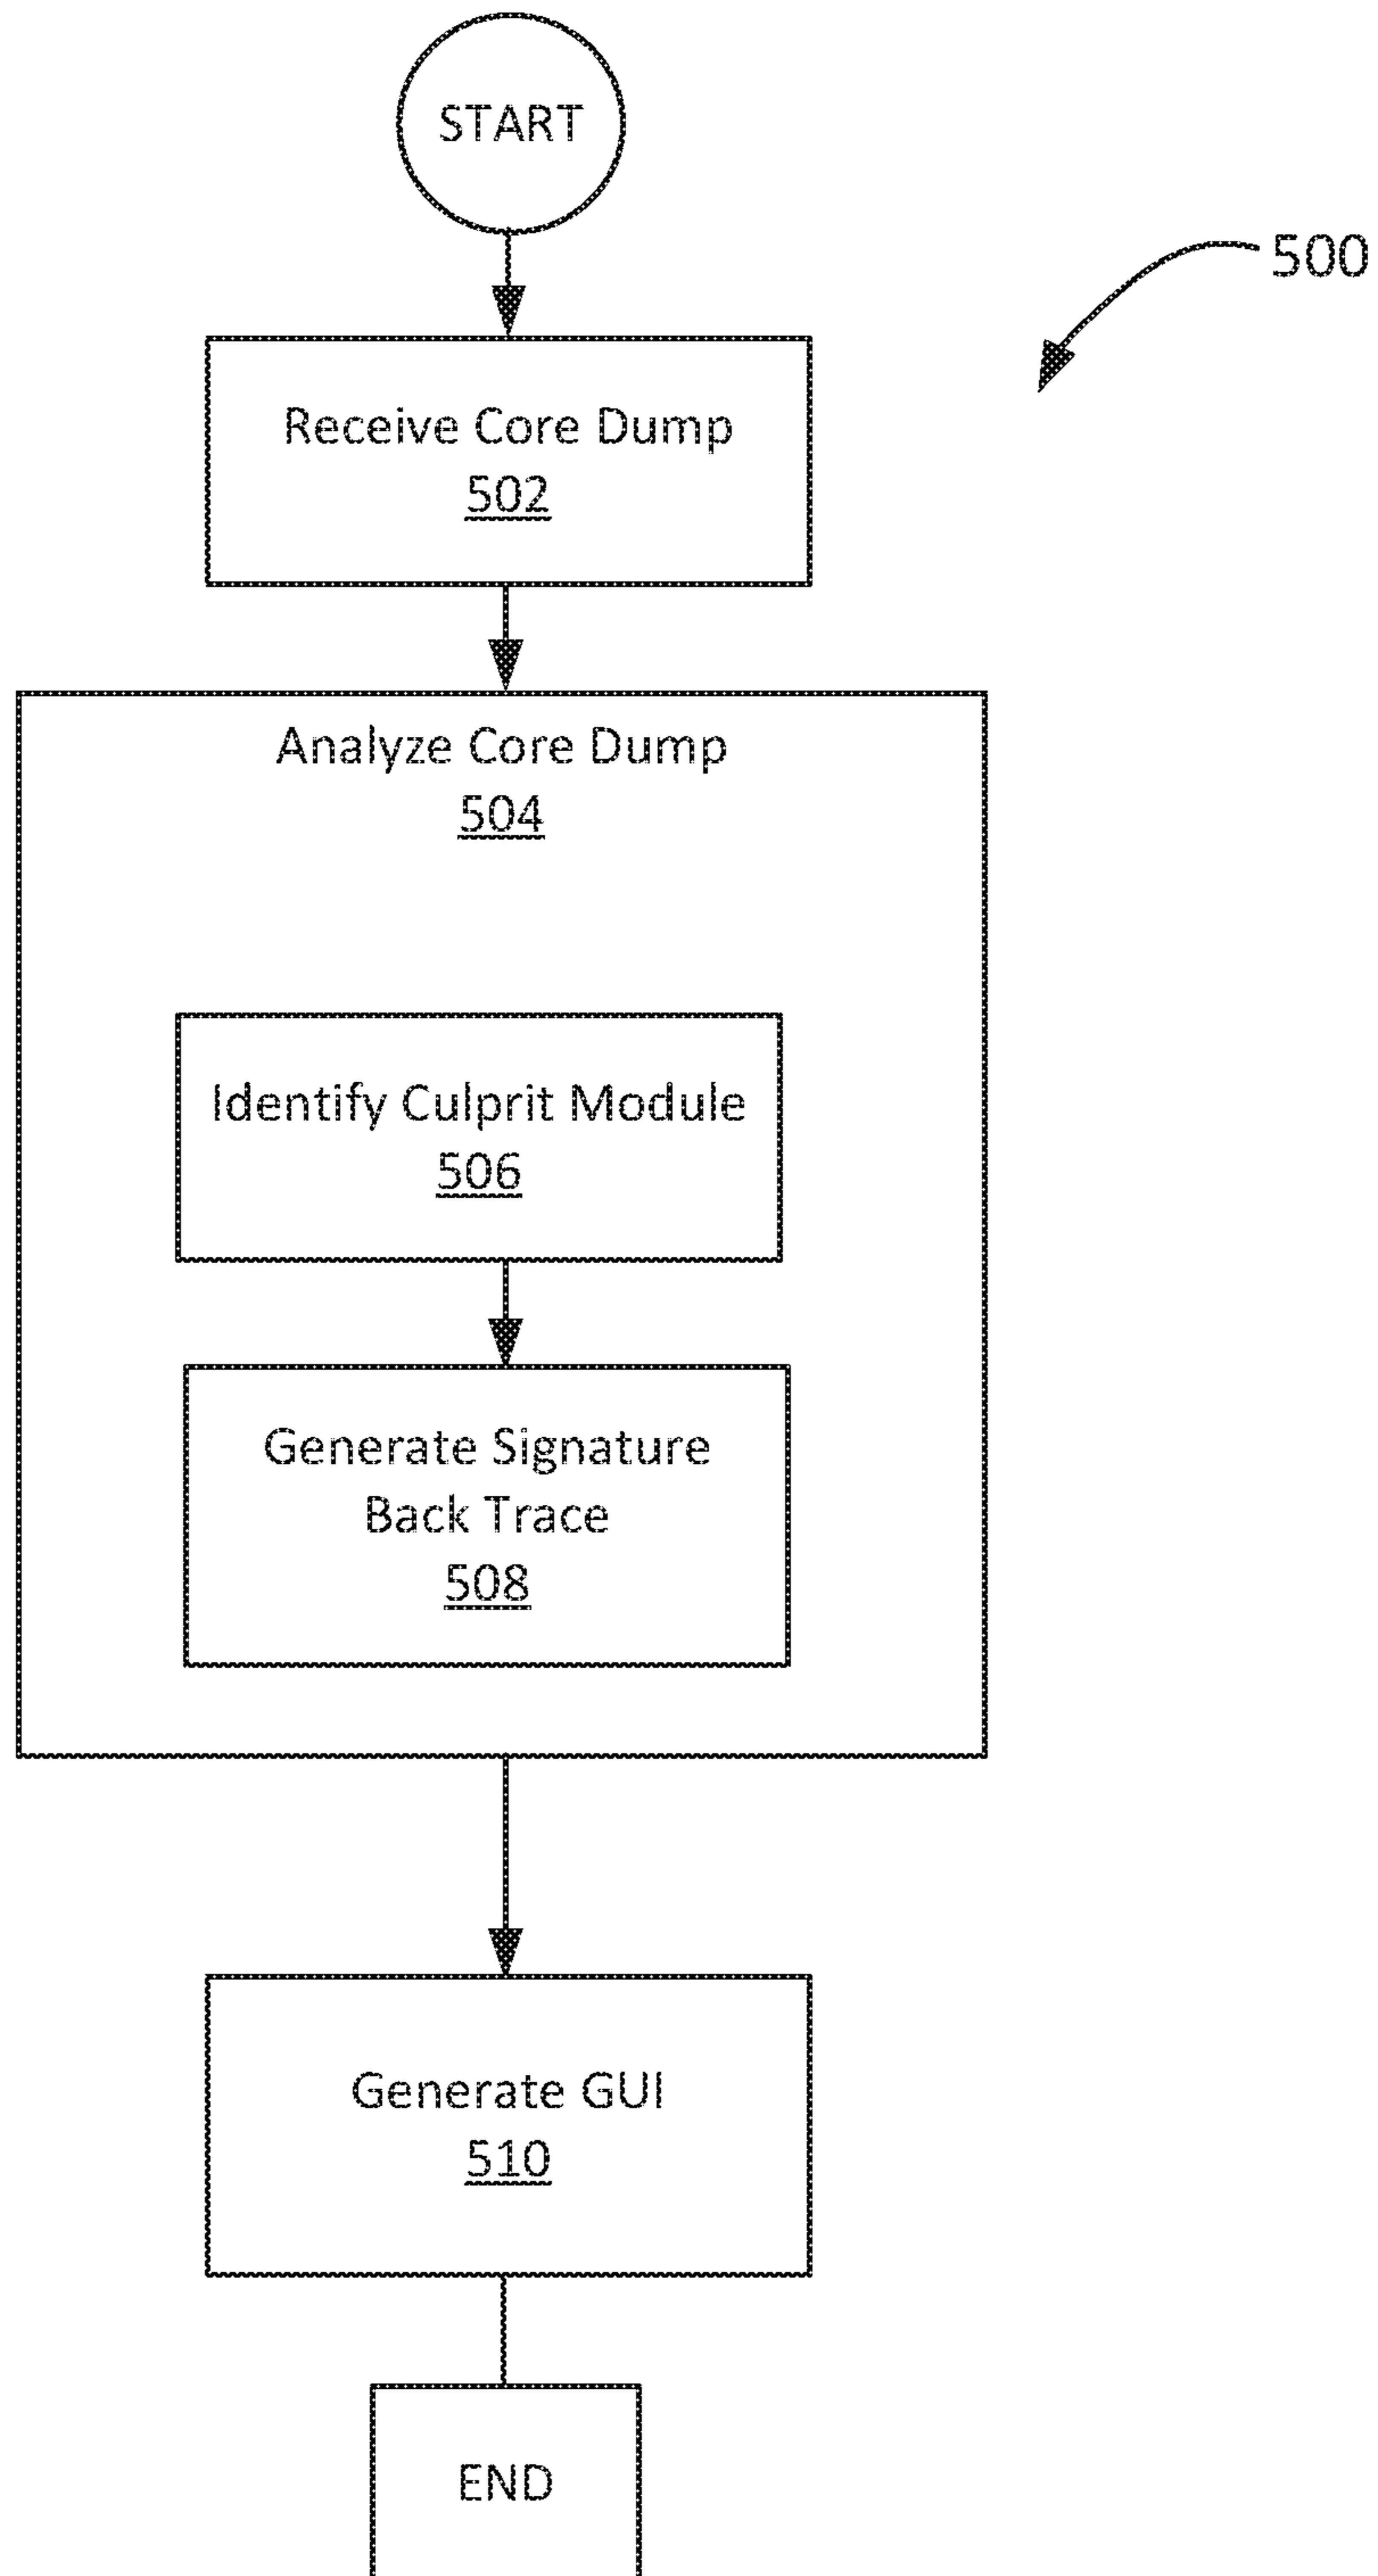 START
500
Receive Core Dump
502
Analyze Core Dump
504
Identify Culprit Module
506
Generate Signature
Back Trace
508
Generate GUI
510
END